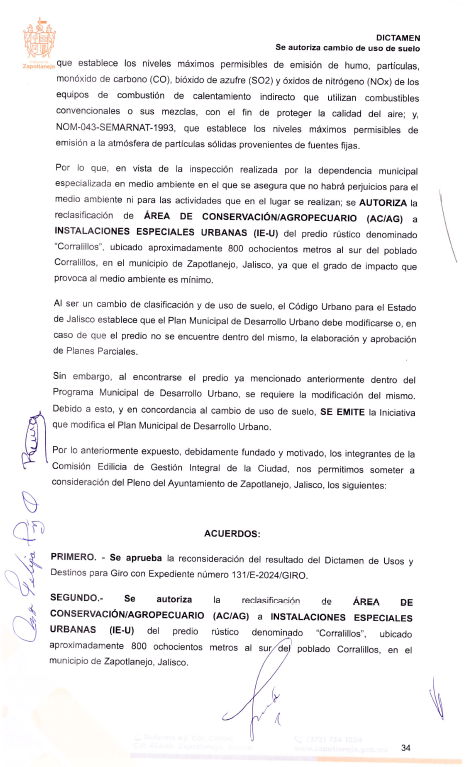 Zapotlanejo
DICTAMEN
Se autoriza cambio de uso de suelo
que establece los niveles máximos permisibles de emisión de humo, partículas,
monóxido de carbono (CO), bióxido de azufre (SO2) y óxidos de nitrógeno (NOx) de los
equipos de combustión de calentamiento indirecto que utilizan combustibles
convencionales o sus mezclas, con el fin de proteger la calidad del aire; y,
NOM-043-SEMARNAT-1993, que establece los niveles máximos permisibles de
emisión a la atmósfera de partículas sólidas provenientes de fuentes fijas.
Por lo que, en vista de la inspección realizada por la dependencia municipal
especializada en medio ambiente en el que se asegura que no habrá perjuicios para el
medio ambiente ni para las actividades que en el lugar se realizan; se AUTORIZA la
reclasificación de ÁREA DE CONSERVACIÓN/AGROPECUARIO (AC/AG) a
INSTALACIONES ESPECIALES URBANAS (IE-U) del predio rústico denominado
“Corralillos”, ubicado aproximadamente 800 ochocientos metros al sur del poblado
Corralillos, en el municipio de Zapotlanejo, Jalisco, ya que el grado de impacto que
provoca al medio ambiente es mínimo.
Al ser un cambio de clasificación y de uso de suelo, el Código Urbano para el Estado
de Jalisco establece que el Plan Municipal de Desarrollo Urbano debe modificarse o, en
caso de que el predio no se encuentre dentro del mismo, la elaboración y aprobación
de Planes Parciales.
Sin embargo, al encontrarse el predio ya mencionado anteriormente dentro del
Programa Municipal de Desarrollo Urbano, se requiere la modificación del mismo.
Debido a esto, y en concordancia al cambio de uso de suelo, SE EMITE la Iniciativa
que modifica el Plan Municipal de Desarrollo Urbano.
Por lo anteriormente expuesto, debidamente fundado y motivado, los integrantes de la
Comisión Edilicia de Gestión Integral de la Ciudad, nos permitimos someter a
consideración del Pleno del Ayuntamiento de Zapotlanejo, Jalisco, los siguientes:
ACUERDOS:
PRIMERO. - Se aprueba la reconsideración del resultado del Dictamen de Usos y
Destinos para Giro con Expediente número 131/E-2024/GIRO.
SEGUNDO.- Se autoriza la reclasificación de ÁREA DE
CONSERVACIÓN/AGROPECUARIO (AC/AG) a INSTALACIONES ESPECIALES
URBANAS (IE-U) del predio rústico denominado “Corralillos”, ubicado
aproximadamente 800 ochocientos metros al sur del poblado Corralillos, en el
municipio de Zapotlanejo, Jalisco.
34